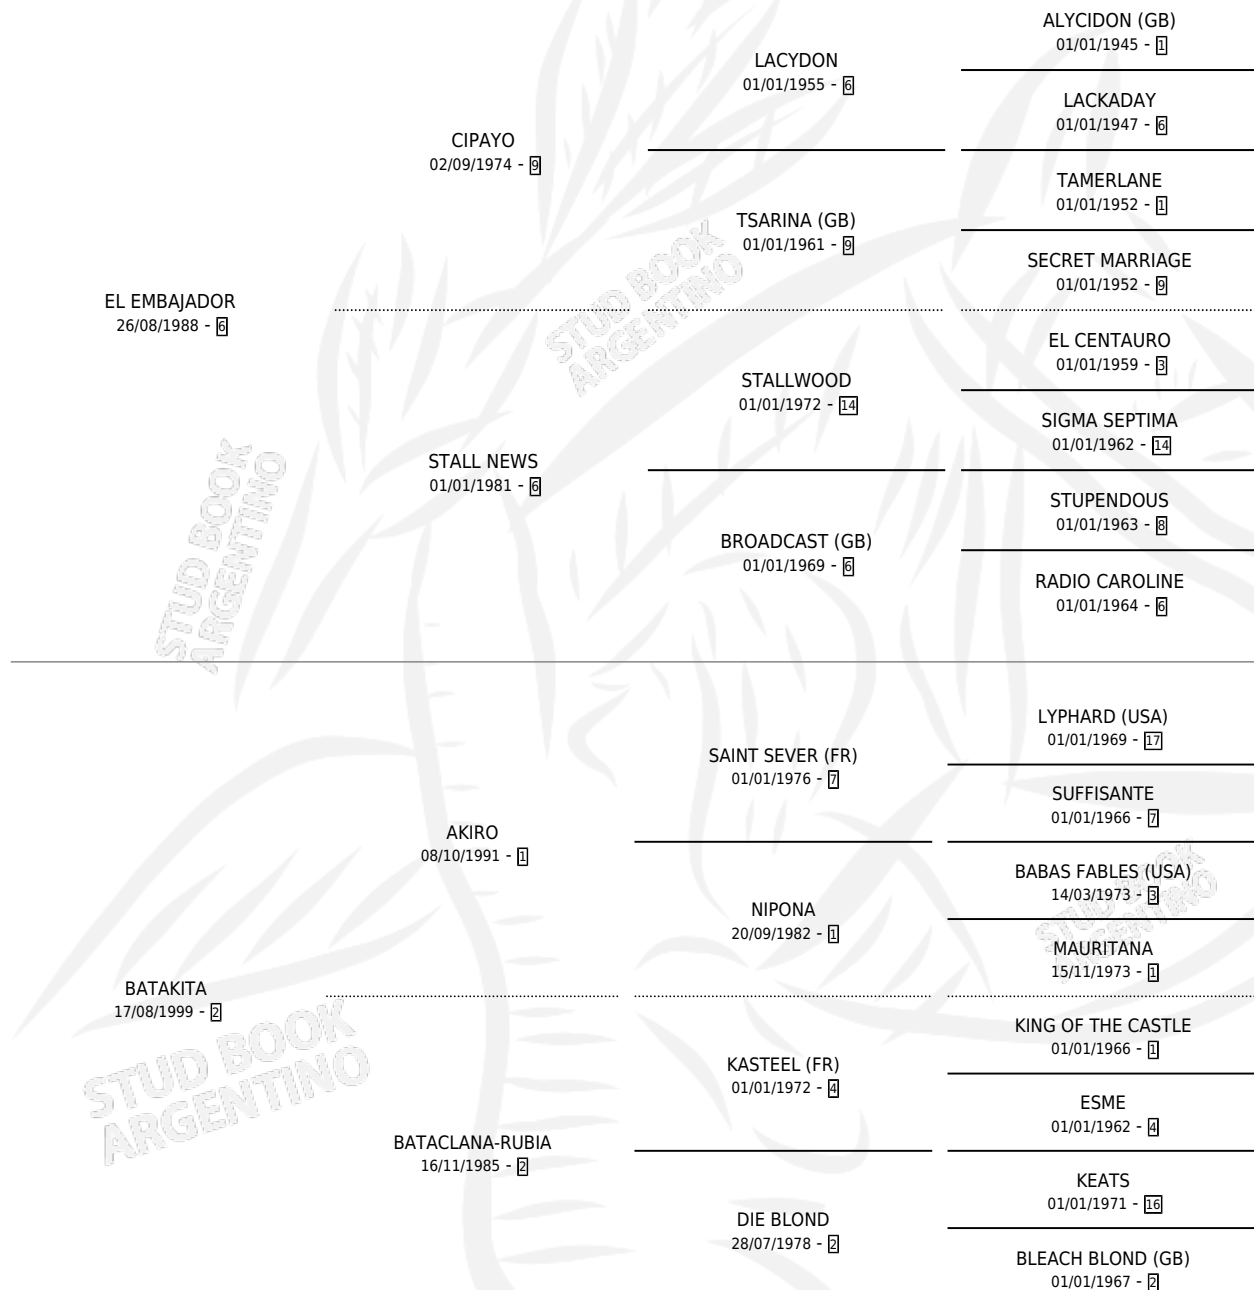 ALYCIDON (GB)
01/01/1945 - 1
LACYDON
01/01/1955 - 6
LACKADAY
01/01/1947 - 6
CIPAYO
02/09/1974 - 9
TAMERLANE
01/01/1952 - 1
TSARINA (GB)
01/01/1961 - 9
SECRET MARRIAGE
01/01/1952 - 9
EL EMBAJADOR
26/08/1988 - 6
STUD BOOK
ARGENTINO
EL CENTAURO
01/01/1959 - 3
STALLWOOD
01/01/1972 - 14
SIGMA SEPTIMA
01/01/1962 - 14
STALL NEWS
01/01/1981 - 6
STUPENDOUS
01/01/1963 - 8
BROADCAST (GB)
01/01/1969 - 6
RADIO CAROLINE
01/01/1964 - 6
STUD BOOK
ARGENTINO
LYPHARD (USA)
01/01/1969 - 17
SAINT SEVER (FR)
01/01/1976 - 7
SUFFISANTE
01/01/1966 - 7
AKIRO
08/10/1991 - 1
BABAS FABLES (USA)
14/03/1973 - 3
NIPONA
20/09/1982 - 1
STUD BOOK
ARGENTINO
MAURITANA
15/11/1973 - 1
BATAKITA
17/08/1999 - 2
KING OF THE CASTLE
01/01/1966 - 1
KASTEEL (FR)
01/01/1972 - 4
ESME
01/01/1962 - 4
STUD BOOK
ARGENTINO
BATACLANA-RUBIA
16/11/1985 - 2
KEATS
01/01/1971 - 16
DIE BLOND
28/07/1978 - 2
BLEACH BLOND (GB)
01/01/1967 - 2